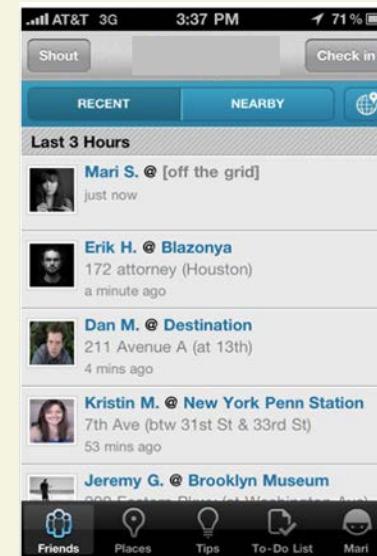 AT&T 3G 3:37 PM 71%
Shout Check in
RECENT NEARBY
Last 3 Hours
Mari S. @ [off the grid]
just now
Erik H. @ Blazonya
172 attorney (Houston)
a minute ago
Dan M. @ Destination
211 Avenue A (at 13th)
4 mins ago
Kristin M. @ New York Penn Station
7th Ave (btw 31st St & 33rd St)
53 mins ago
Jeremy G. @ Brooklyn Museum
Friends Places Tips To-Do List Mari